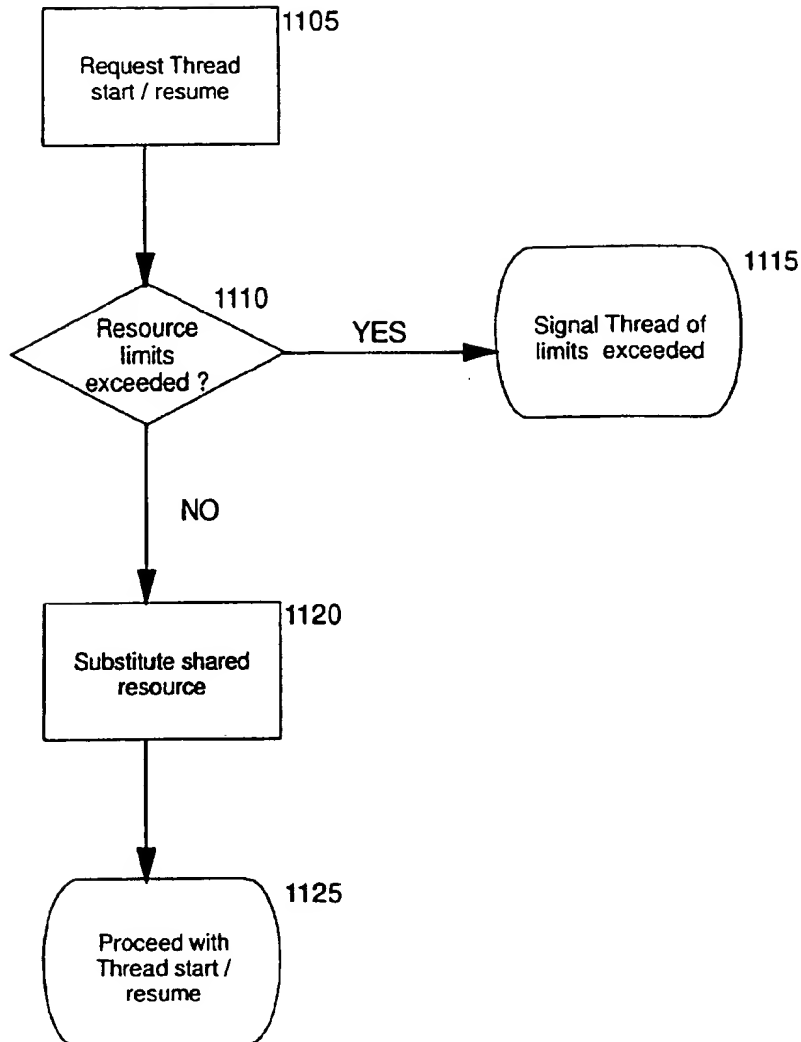 1105
Request Thread
start / resume
1110
Resource
limits
exceeded ?
YES
1115
Signal Thread of
limits exceeded
NO
1120
Substitute shared
resource
1125
Proceed with
Thread start /
resume